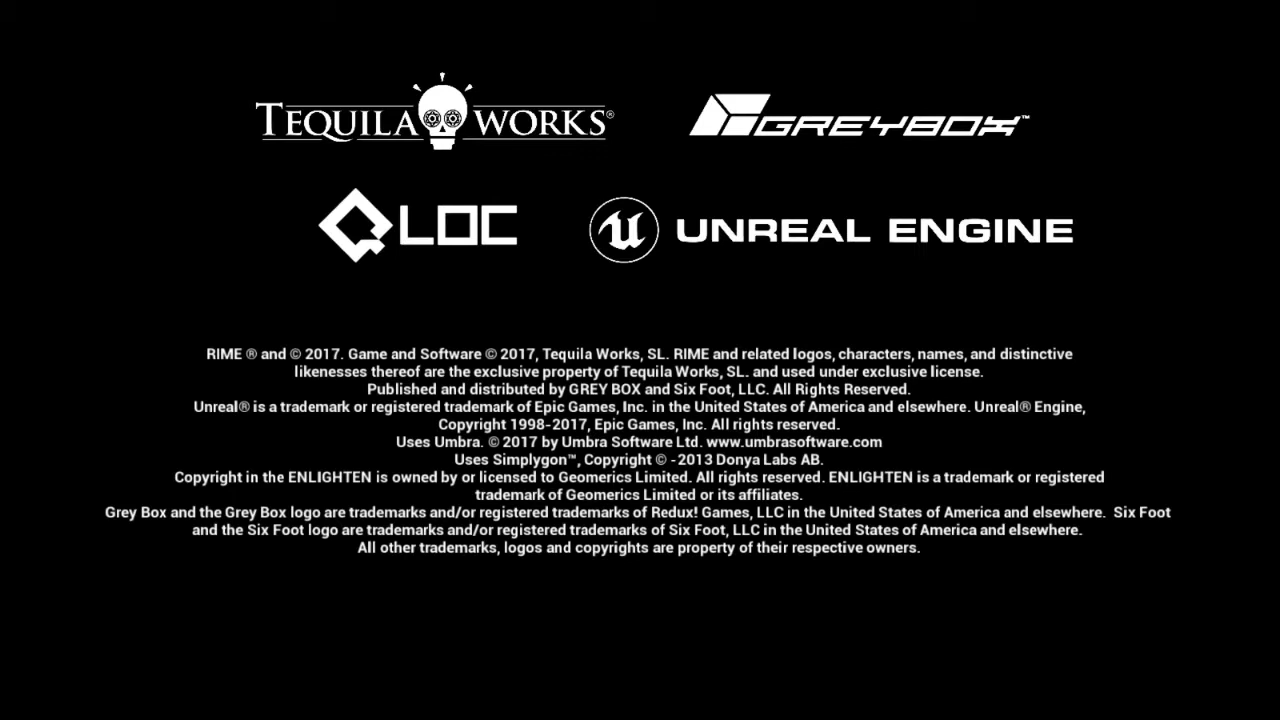 TEQUILA WORKS®
GREYBOX™
QLOC
UNREAL ENGINE
RIME ® and © 2017. Game and Software © 2017, Tequila Works, SL. RIME and related logos, characters, names, and distinctive
likenesses thereof are the exclusive property of Tequila Works, SL. and used under exclusive license.
Published and distributed by GREY BOX and Six Foot, LLC. All Rights Reserved.
Unreal® is a trademark or registered trademark of Epic Games, Inc. in the United States of America and elsewhere. Unreal® Engine,
Copyright 1998-2017, Epic Games, Inc. All rights reserved.
Uses Umbra. © 2017 by Umbra Software Ltd. www.umbrasoftware.com
Uses Simplygon™, Copyright © -2013 Donya Labs AB.
Copyright in the ENLIGHTEN is owned by or licensed to Geomerics Limited. All rights reserved. ENLIGHTEN is a trademark or registered
trademark of Geomerics Limited or its affiliates.
Grey Box and the Grey Box logo are trademarks and/or registered trademarks of Redux! Games, LLC in the United States of America and elsewhere.  Six Foot
and the Six Foot logo are trademarks and/or registered trademarks of Six Foot, LLC in the United States of America and elsewhere.
All other trademarks, logos and copyrights are property of their respective owners.